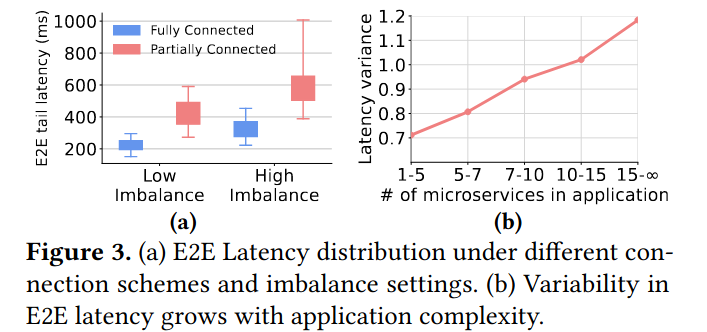 E2E tail latency (ms)
1000
800
600
400
200
Fully Connected
Partially Connected
Low
Imbalance
High
Imbalance
(a)
Latency variance
1.2
1.1
1.0
0.9
0.8
0.7
1-5
5-7
7-10
10-15
15-∞
# of microservices in application
(b)
Figure 3. (a) E2E Latency distribution under different con-
nection schemes and imbalance settings. (b) Variability in
E2E latency grows with application complexity.